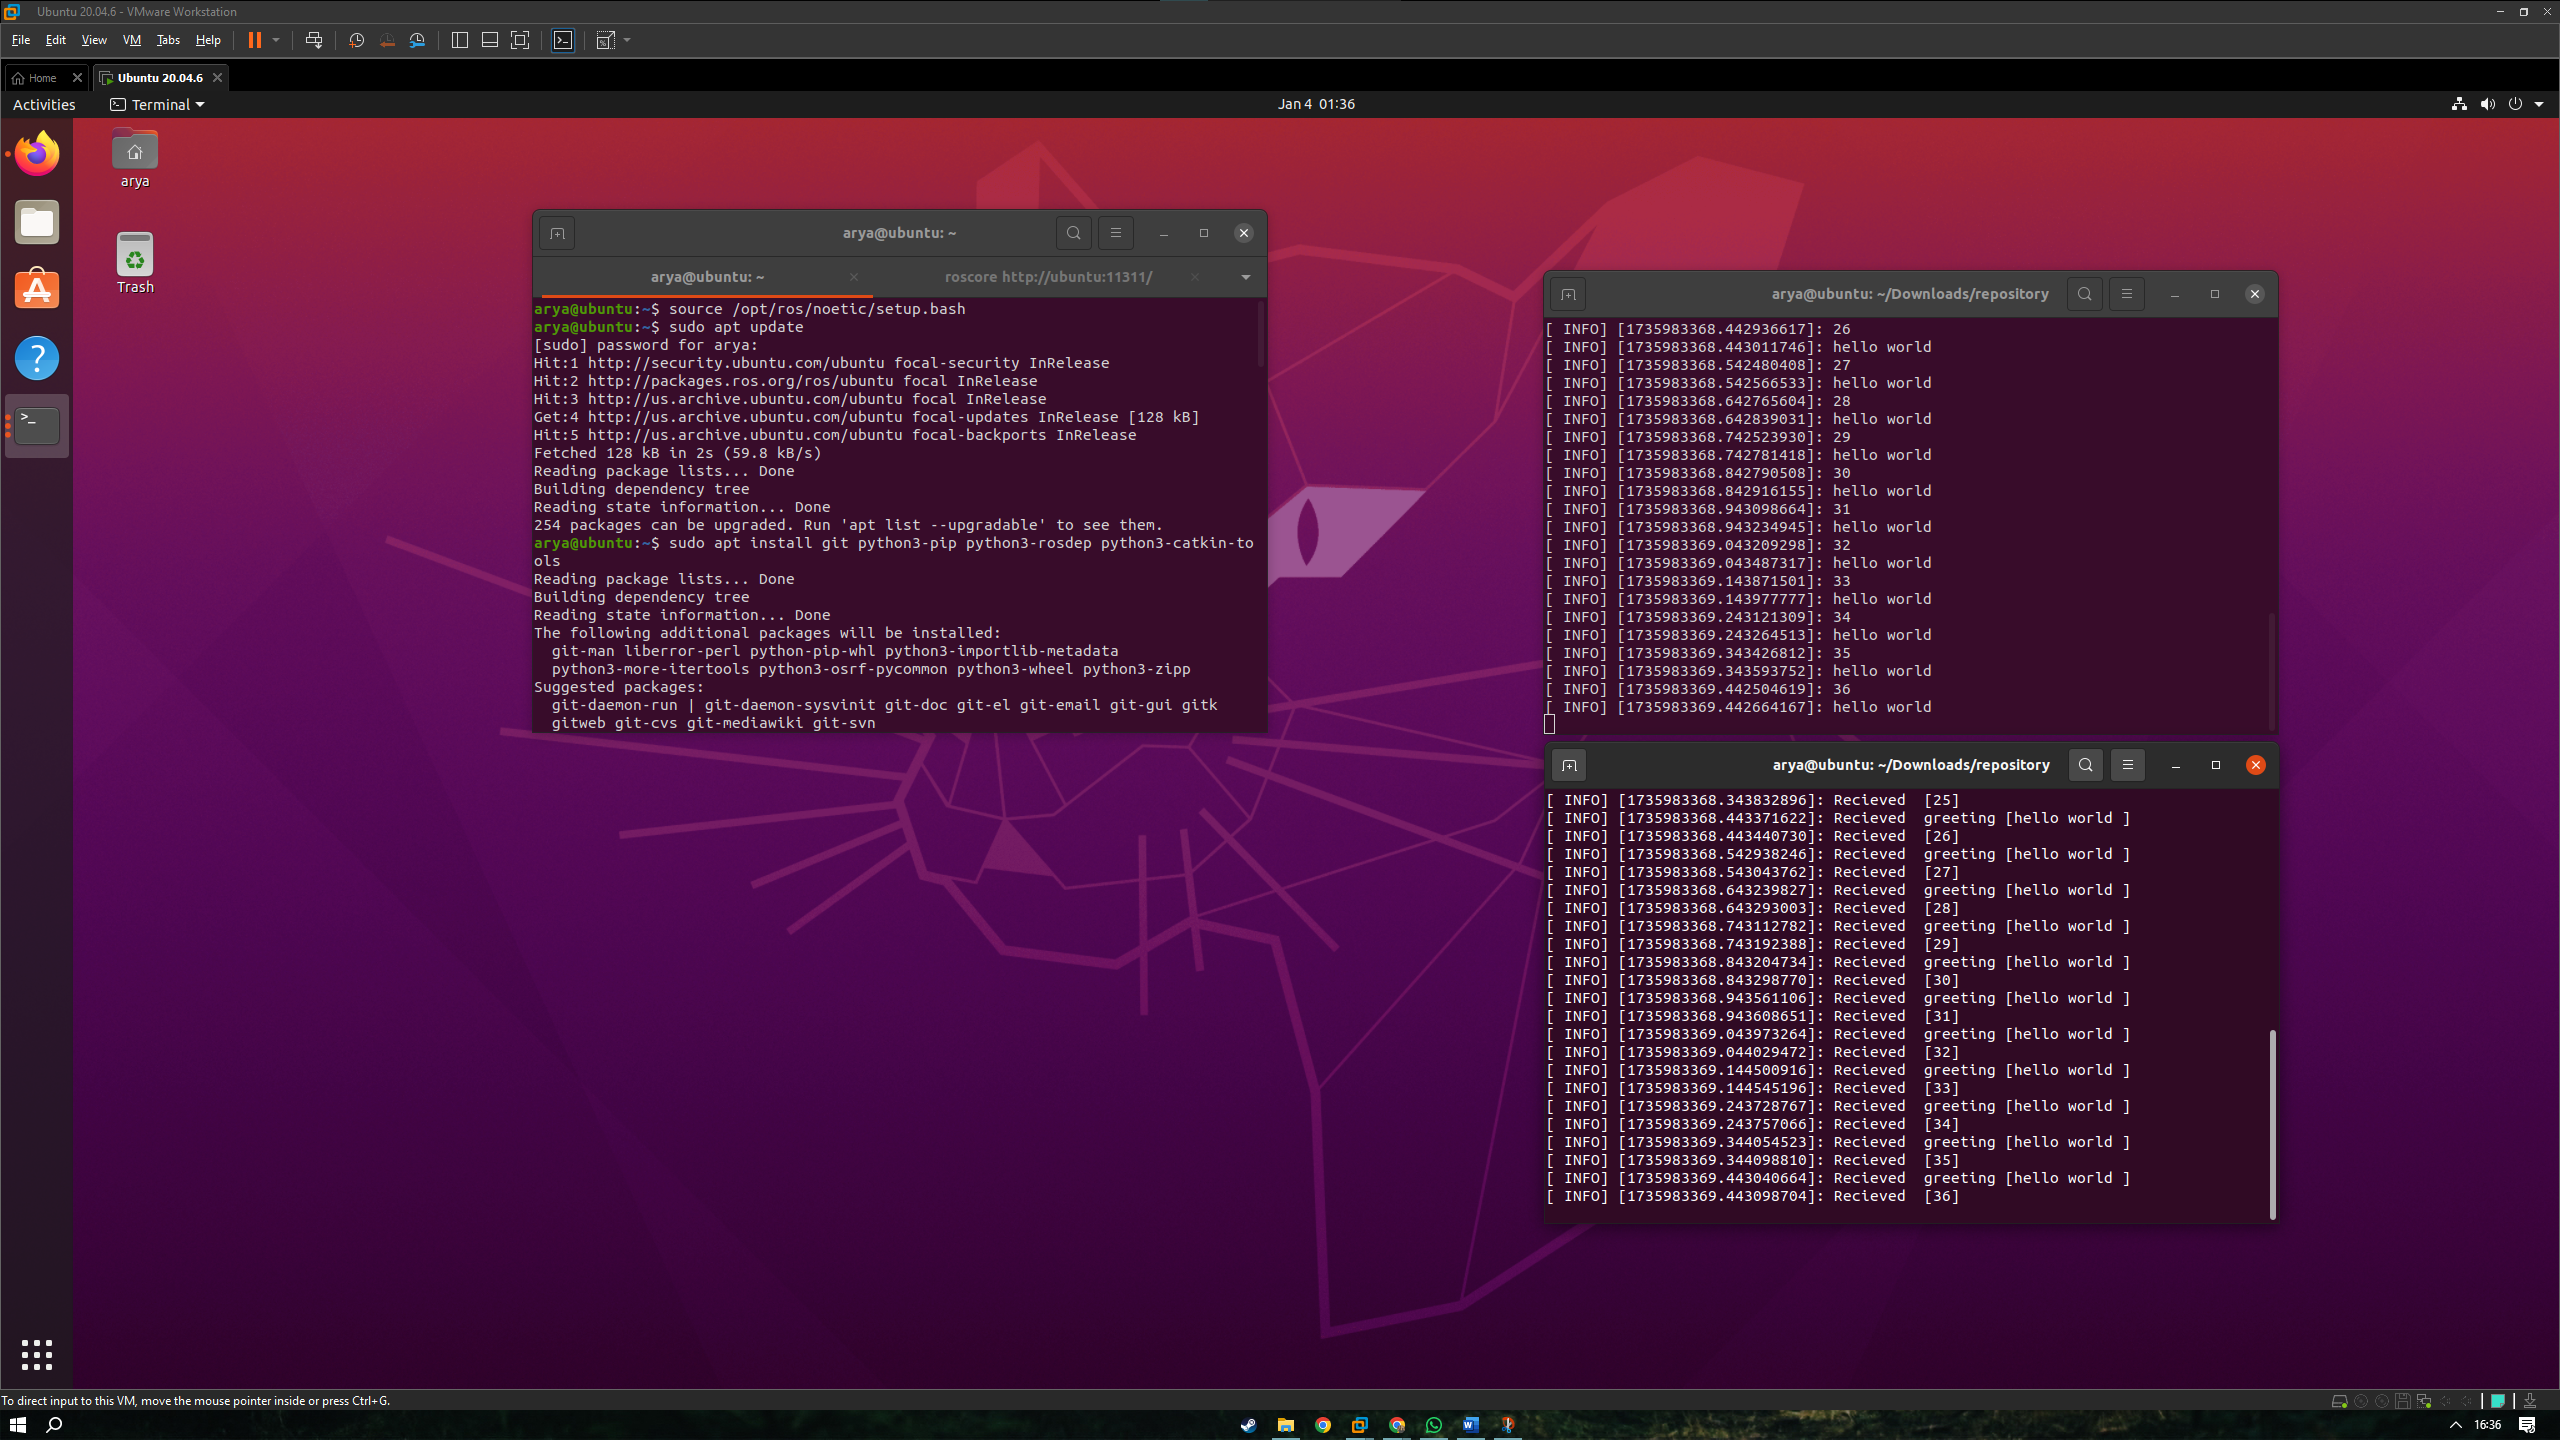 Ubuntu 20.04.6 - VMware Workstation
File Edit View VM Tabs Help
Home Ubuntu 20.04.6
Activities Terminal Jan 4 01:36
arya
Trash
arya@ubuntu: ~
arya@ubuntu: ~ roscore http://ubuntu:11311/
arya@ubuntu:~$ source /opt/ros/noetic/setup.bash
arya@ubuntu:~$ sudo apt update
[sudo] password for arya:
Hit:1 http://security.ubuntu.com/ubuntu focal-security InRelease
Hit:2 http://packages.ros.org/ros/ubuntu focal InRelease
Hit:3 http://us.archive.ubuntu.com/ubuntu focal InRelease
Get:4 http://us.archive.ubuntu.com/ubuntu focal-updates InRelease [128 kB]
Hit:5 http://us.archive.ubuntu.com/ubuntu focal-backports InRelease
Fetched 128 kB in 2s (59.8 kB/s)
Reading package lists... Done
Building dependency tree
Reading state information... Done
254 packages can be upgraded. Run 'apt list --upgradable' to see them.
arya@ubuntu:~$ sudo apt install git python3-pip python3-rosdep python3-catkin-to
ols
Reading package lists... Done
Building dependency tree
Reading state information... Done
The following additional packages will be installed:
git-man liberror-perl python-pip-whl python3-importlib-metadata
python3-more-itertools python3-osrf-pycommon python3-wheel python3-zipp
Suggested packages:
git-daemon-run | git-daemon-sysvinit git-doc git-el git-email git-gui gitk
gitweb git-cvs git-mediawiki git-svn
arya@ubuntu: ~/Downloads/repository
[ INFO] [1735983368.442936617]: 26
[ INFO] [1735983368.443011746]: hello world
[ INFO] [1735983368.542480408]: 27
[ INFO] [1735983368.542566533]: hello world
[ INFO] [1735983368.642765604]: 28
[ INFO] [1735983368.642839031]: hello world
[ INFO] [1735983368.742523930]: 29
[ INFO] [1735983368.742781418]: hello world
[ INFO] [1735983368.842790508]: 30
[ INFO] [1735983368.842916155]: hello world
[ INFO] [1735983368.943098664]: 31
[ INFO] [1735983368.943234945]: hello world
[ INFO] [1735983369.043209298]: 32
[ INFO] [1735983369.043487317]: hello world
[ INFO] [1735983369.143871501]: 33
[ INFO] [1735983369.143977777]: hello world
[ INFO] [1735983369.243121309]: 34
[ INFO] [1735983369.243264513]: hello world
[ INFO] [1735983369.343426812]: 35
[ INFO] [1735983369.343593752]: hello world
[ INFO] [1735983369.442504619]: 36
[ INFO] [1735983369.442664167]: hello world
arya@ubuntu: ~/Downloads/repository
[ INFO] [1735983368.343832896]: Recieved  [25]
[ INFO] [1735983368.443371622]: Recieved  greeting [hello world ]
[ INFO] [1735983368.443440730]: Recieved  [26]
[ INFO] [1735983368.542938246]: Recieved  greeting [hello world ]
[ INFO] [1735983368.543043762]: Recieved  [27]
[ INFO] [1735983368.643239827]: Recieved  greeting [hello world ]
[ INFO] [1735983368.643293003]: Recieved  [28]
[ INFO] [1735983368.743112782]: Recieved  greeting [hello world ]
[ INFO] [1735983368.743192388]: Recieved  [29]
[ INFO] [1735983368.843204734]: Recieved  greeting [hello world ]
[ INFO] [1735983368.843298770]: Recieved  [30]
[ INFO] [1735983368.943561106]: Recieved  greeting [hello world ]
[ INFO] [1735983368.943608651]: Recieved  [31]
[ INFO] [1735983369.043973264]: Recieved  greeting [hello world ]
[ INFO] [1735983369.044029472]: Recieved  [32]
[ INFO] [1735983369.144500916]: Recieved  greeting [hello world ]
[ INFO] [1735983369.144545196]: Recieved  [33]
[ INFO] [1735983369.243728767]: Recieved  greeting [hello world ]
[ INFO] [1735983369.243757066]: Recieved  [34]
[ INFO] [1735983369.344054523]: Recieved  greeting [hello world ]
[ INFO] [1735983369.344098810]: Recieved  [35]
[ INFO] [1735983369.443040664]: Recieved  greeting [hello world ]
[ INFO] [1735983369.443098704]: Recieved  [36]
To direct input to this VM, move the mouse pointer inside or press Ctrl+G.
16:36